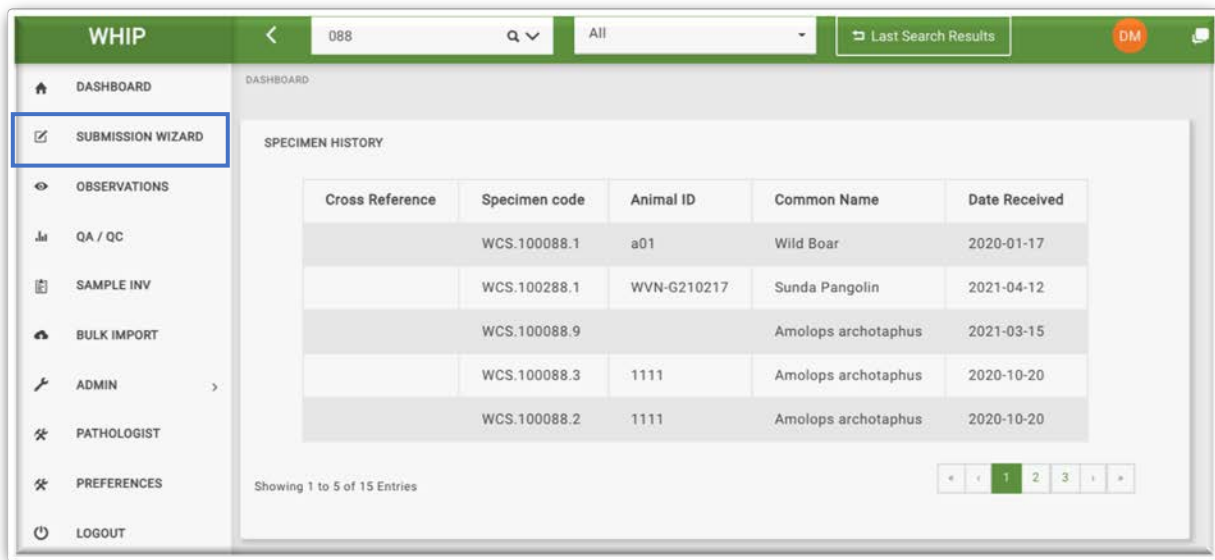 WHIP
088
All
Last Search Results
DM
DASHBOARD
SUBMISSION WIZARD
OBSERVATIONS
QA / QC
SAMPLE INV
BULK IMPORT
ADMIN
PATHOLOGIST
PREFERENCES
LOGOUT
DASHBOARD
SPECIMEN HISTORY
Cross Reference Specimen code Animal ID Common Name Date Received
WCS.100088.1 a01 Wild Boar 2020-01-17
WCS.100288.1 WVN-G210217 Sunda Pangolin 2021-04-12
WCS.100088.9 Amolops archotaphus 2021-03-15
WCS.100088.3 1111 Amolops archotaphus 2020-10-20
WCS.100088.2 1111 Amolops archotaphus 2020-10-20
Showing 1 to 5 of 15 Entries
« ‹ 1 2 3 › »